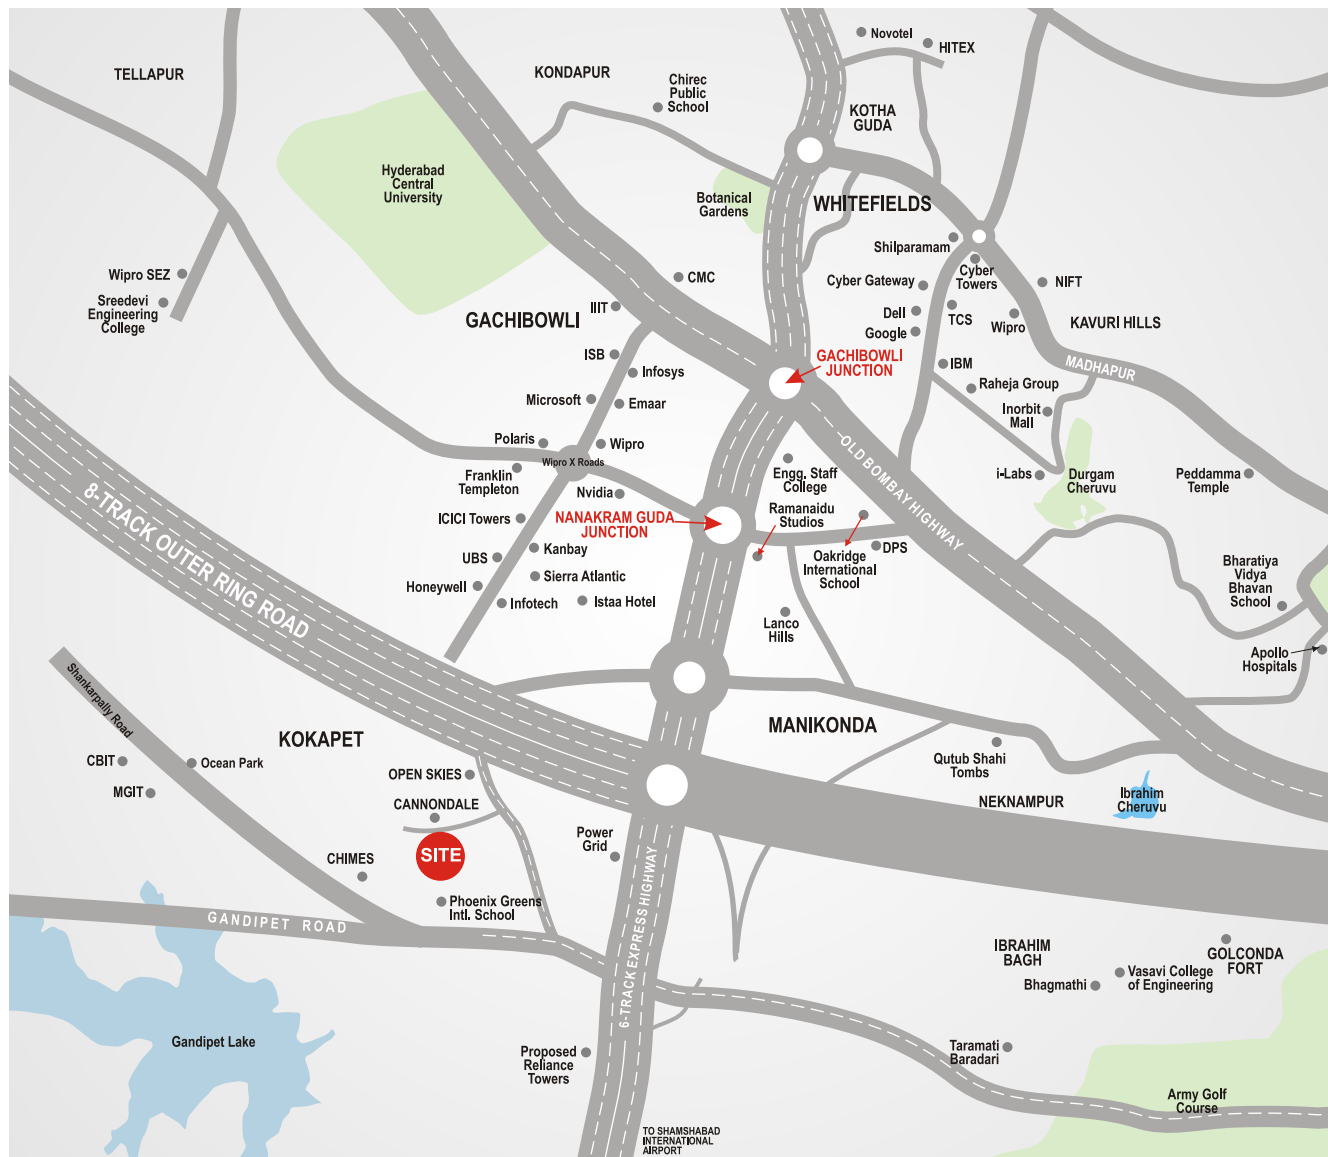 Novotel
HITEX
TELLAPUR
KONDAPUR
Chirec
Public
School
KOTHA
GUDA
Hyderabad
Central
University
Botanical
Gardens
WHITEFIELDS
Shilparamam
Cyber
Towers
Wipro SEZ
Sreedevi
Engineering
College
CMC
Cyber Gateway
NIFT
IIIT
GACHIBOWLI
Dell
Google
TCS
Wipro
KAVURI HILLS
MADHAPUR
ISB
Infosys
GACHIBOWLI
JUNCTION
IBM
Raheja Group
Microsoft
Emaar
Inorbit
Mall
Polaris
Wipro
Wipro X Roads
Franklin
Templeton
Nvidia
Engg. Staff
College
OLD BOMBAY HIGHWAY
i-Labs
Durgam
Cheruvu
Peddamma
Temple
8-TRACK OUTER RING ROAD
ICICI Towers
NANAKRAM GUDA
JUNCTION
Ramanaidu
Studios
Kanbay
UBS
Oakridge
International
School
DPS
Bharatiya
Vidya
Bhavan
School
Honeywell
Sierra Atlantic
Infotech
Istaa Hotel
Lanco
Hills
Apollo
Hospitals
Shankarpally Road
KOKAPET
MANIKONDA
CBIT
Ocean Park
OPEN SKIES
Qutub Shahi
Tombs
MGIT
CANNONDALE
NEKNAMPUR
Ibrahim
Cheruvu
SITE
CHIMES
Power
Grid
Phoenix Greens
Intl. School
GANDIPET ROAD
6-TRACK EXPRESS HIGHWAY
IBRAHIM
BAGH
GOLCONDA
FORT
Bhagmathi
Vasavi College
of Engineering
Gandipet Lake
Proposed
Reliance
Towers
Taramati
Baradari
Army Golf
Course
TO SHAMSHABAD
INTERNATIONAL
AIRPORT